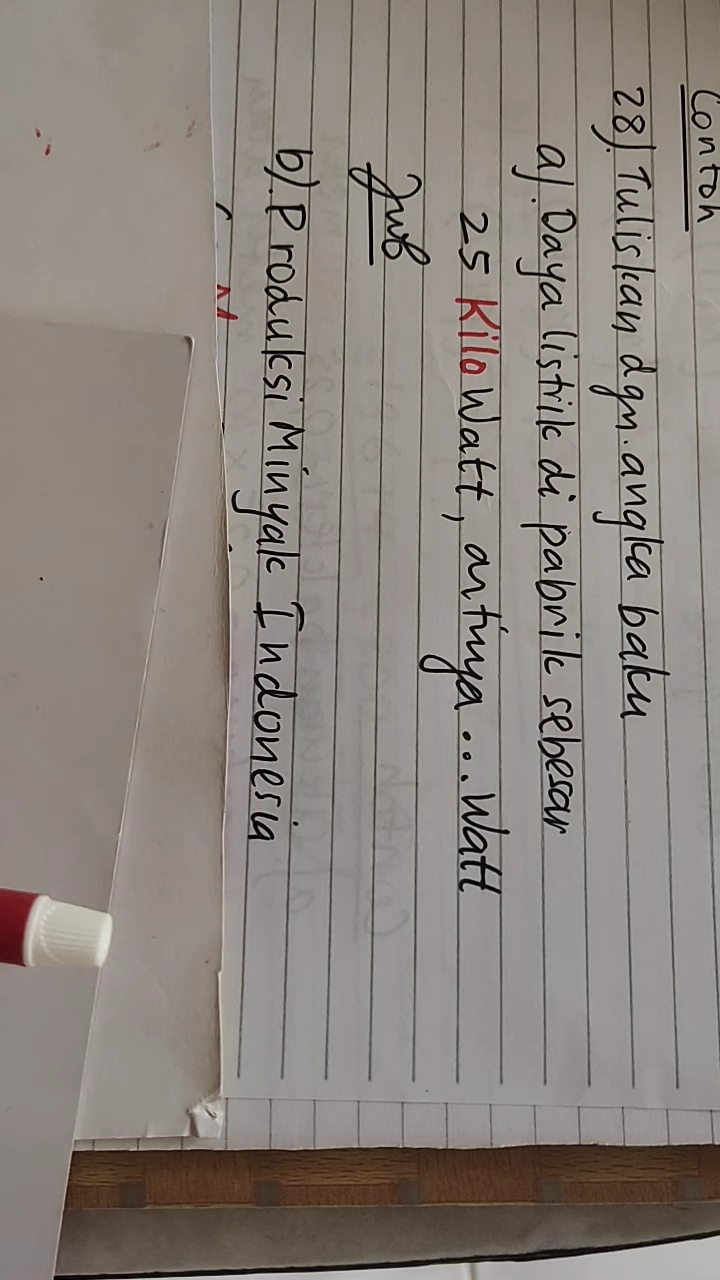 Contoh
28). Tuliskan dgn. angka baku
a). Daya listrik di pabrik sebesar
25 Kilo Watt, artinya ... Watt
Jwb
b). Produksi Minyak Indonesia